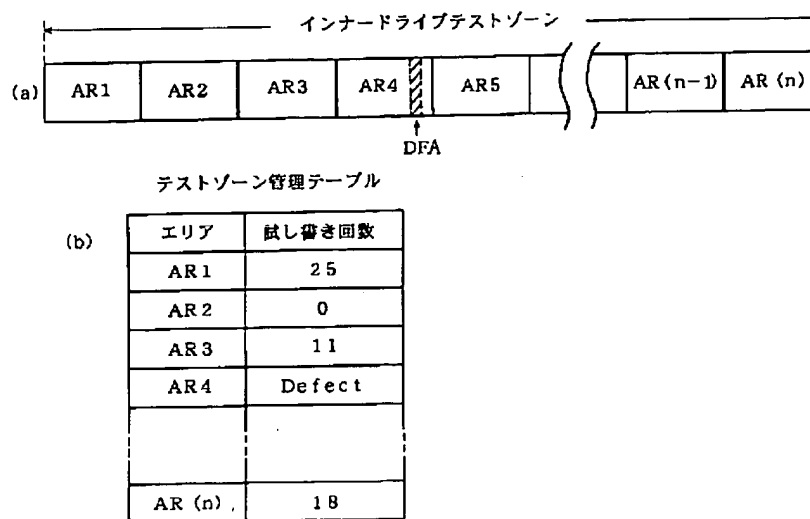 インナードライブテストゾーン
(a) AR1 AR2 AR3 AR4 AR5 AR(n-1) AR(n)
DFA
テストゾーン管理テーブル
(b)
エリア 試し書き回数
AR1 25
AR2 0
AR3 11
AR4 Defect
AR(n) 18